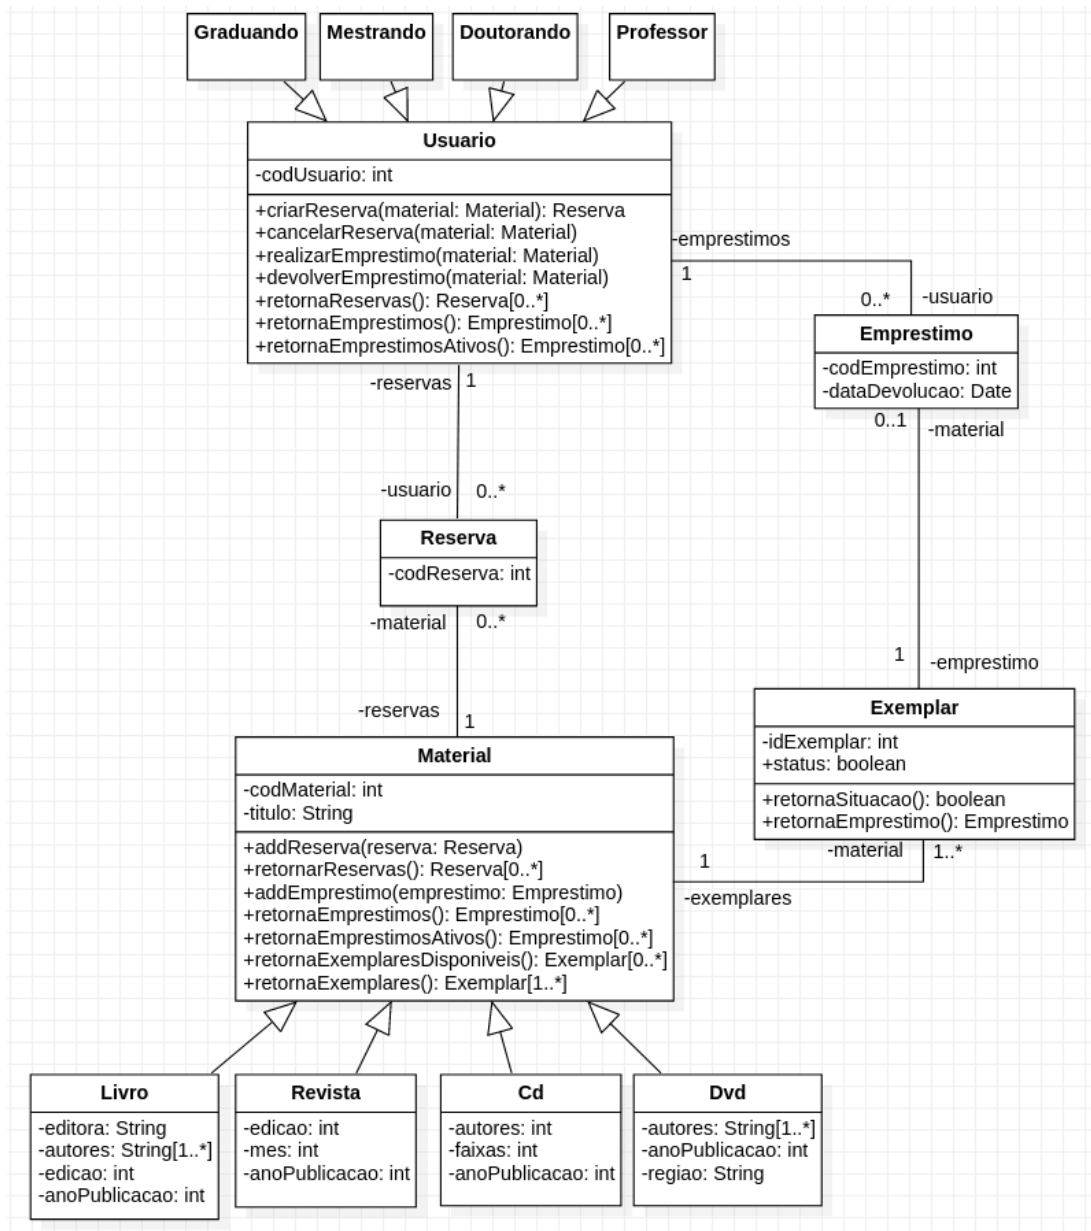 Graduando
Mestrando
Doutorando
Professor
Usuario
-codUsuario: int
+criarReserva(material: Material): Reserva
+cancelarReserva(material: Material)
+realizarEmprestimo(material: Material)
+devolverEmprestimo(material: Material)
+retornaReservas(): Reserva[0..*]
+retornaEmprestimos(): Emprestimo[0..*]
+retornaEmprestimosAtivos(): Emprestimo[0..*]
-emprestimos
1
0..*
-usuario
Emprestimo
-codEmprestimo: int
-dataDevolucao: Date
-reservas
1
0..1
-material
-usuario
0..*
Reserva
-codReserva: int
-material
0..*
1
-emprestimo
Exemplar
-idExemplar: int
+status: boolean
+retornaSituacao(): boolean
+retornaEmprestimo(): Emprestimo
-reservas
1
Material
-codMaterial: int
-titulo: String
+addReserva(reserva: Reserva)
+retornarReservas(): Reserva[0..*]
+addEmprestimo(emprestimo: Emprestimo)
+retornaEmprestimos(): Emprestimo[0..*]
+retornaEmprestimosAtivos(): Emprestimo[0..*]
+retornaExemplaresDisponiveis(): Exemplar[0..*]
+retornaExemplares(): Exemplar[1..*]
-material
1..*
1
-exemplares
Livro
-editora: String
-autores: String[1..*]
-edicao: int
-anoPublicacao: int
Revista
-edicao: int
-mes: int
-anoPublicacao: int
Cd
-autores: int
-faixas: int
-anoPublicacao: int
Dvd
-autores: String[1..*]
-anoPublicacao: int
-regiao: String